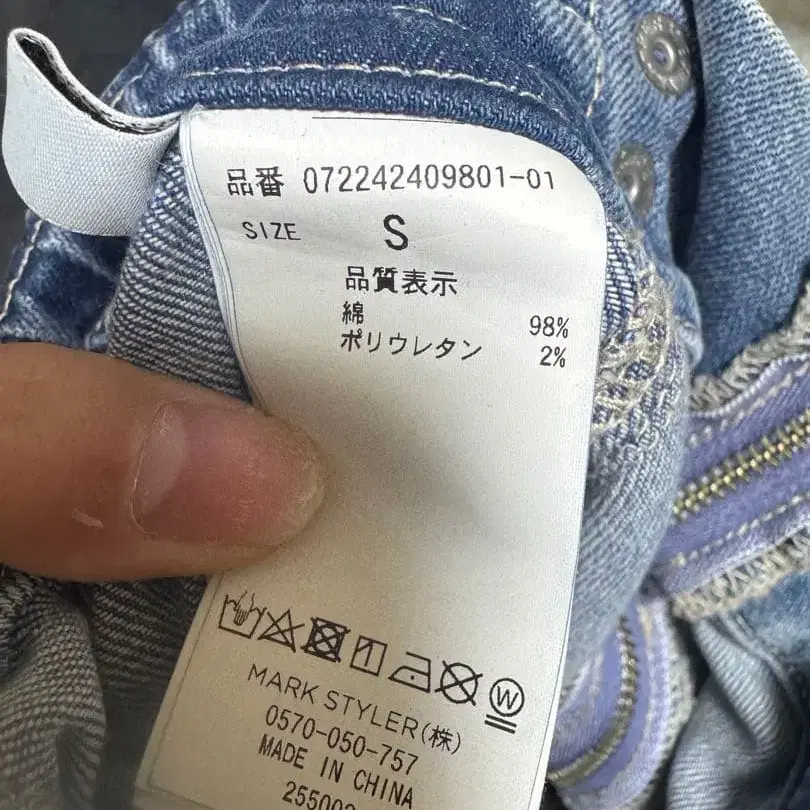 品番 072242409801-01
SIZE S
品質表示
綿 98%
ポリウレタン 2%
W
MARK STYLER(株)
0570-050-757
MADE IN CHINA